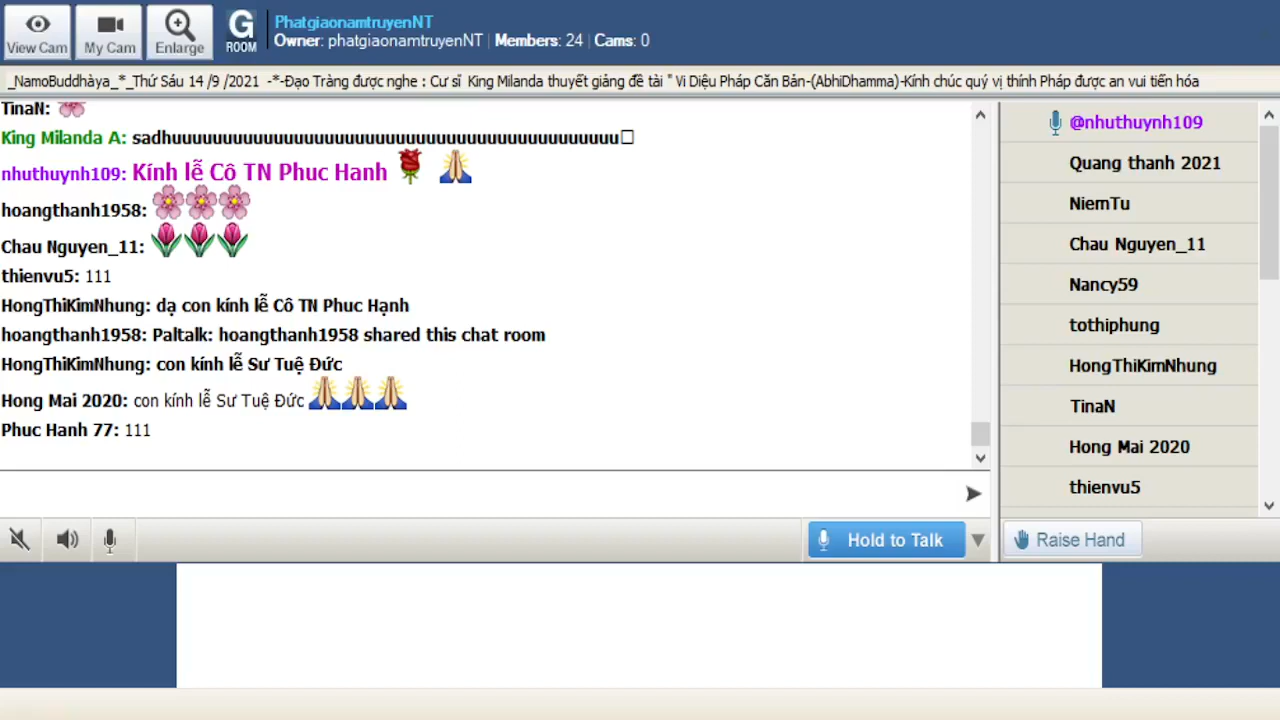 View Cam
My Cam
Enlarge
G
ROOM
PhatgiaonamtruyenNT
Owner: phatgiaonamtruyenNT | Members: 24 | Cams: 0
_NamoBuddhàya_*_Thứ Sáu 14 /9 /2021 -*-Đạo Tràng được nghe : Cư sĩ King Milanda thuyết giảng đề tài " Vi Diệu Pháp Căn Bản-(AbhiDhamma)-Kính chúc quý vị thính Pháp được an vui tiến hóa
TinaN:
King Milanda A: sadhuuuuuuuuuuuuuuuuuuuuuuuuuuuuuuuuuuuuuuuuuuuu
nhuthuynh109: Kính lễ Cô TN Phuc Hanh
hoangthanh1958:
Chau Nguyen_11:
thienvu5: 111
HongThiKimNhung: dạ con kính lễ Cô TN Phuc Hạnh
hoangthanh1958: Paltalk: hoangthanh1958 shared this chat room
HongThiKimNhung: con kính lễ Sư Tuệ Đức
Hong Mai 2020: con kính lễ Sư Tuệ Đức
Phuc Hanh 77: 111
@nhuthuynh109
Quang thanh 2021
NiemTu
Chau Nguyen_11
Nancy59
tothiphung
HongThiKimNhung
TinaN
Hong Mai 2020
thienvu5
Hold to Talk
Raise Hand